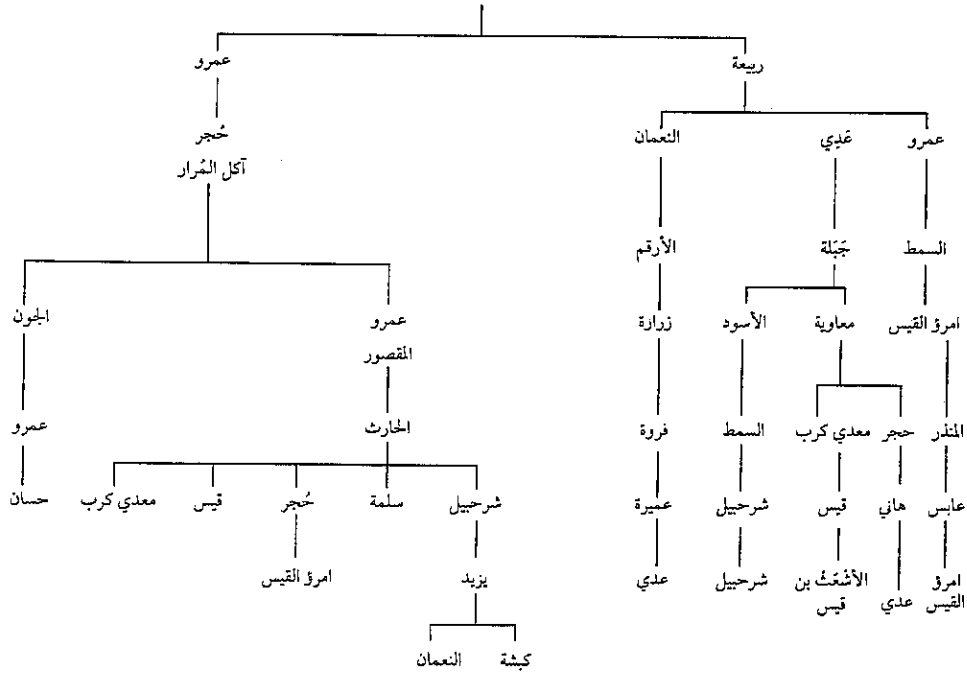 ربيعة
عمرو
عمرو
عَدِي
النعمان
حُجر
آكل المُرار
السمط
جَبَلة
الأرقم
امرؤ القيس
معاوية
الأسود
زرارة
عمرو
المقصور
الجون
المنذر
حجر
معدي كرب
السمط
فروة
الحارث
عمرو
عابس
هاني
قيس
شرحبيل
عميرة
شرحبيل
سلمة
حُجر
قيس
معدي كرب
حسان
امرؤ
القيس
عدي
الأشْعَثْ بن
قيس
شرحبيل
عدي
يزيد
امرؤ القيس
كبشة
النعمان